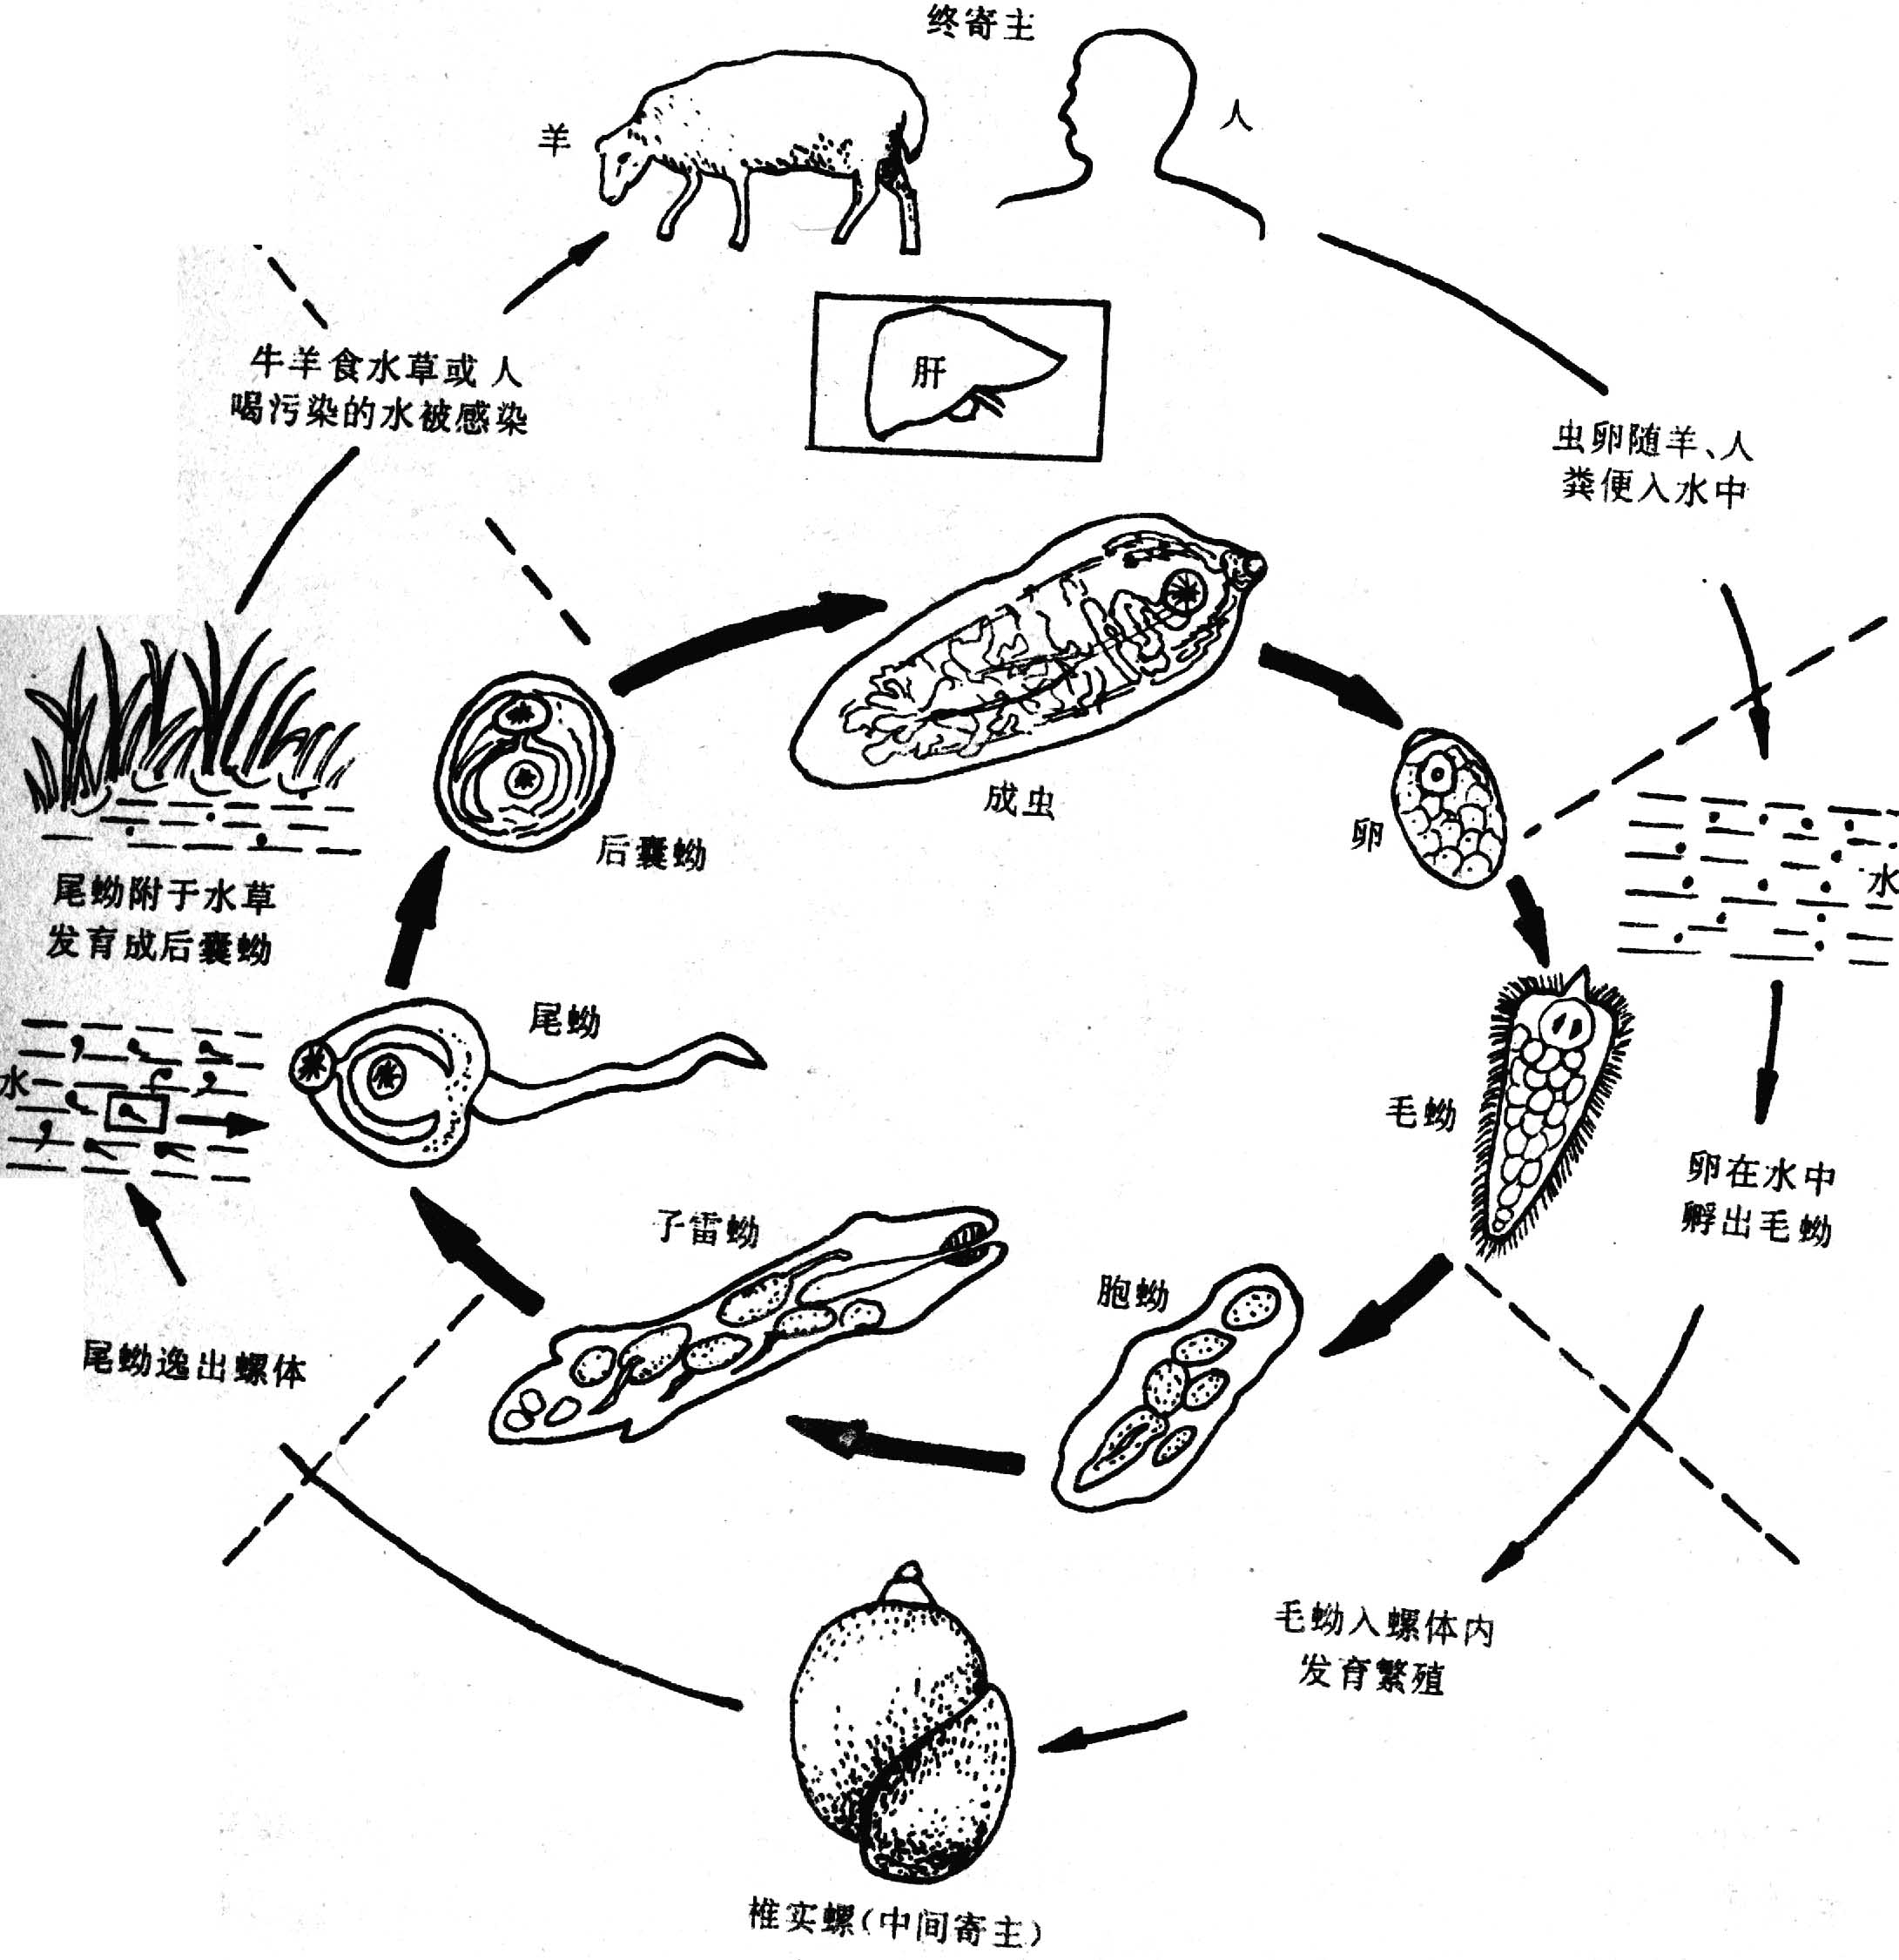 终寄主
羊
人
牛羊食水草或人
喝污染的水被感染
肝
虫卵随羊、人
粪便入水中
成虫
后囊蚴
卵
水
尾蚴附于水草
发育成后囊蚴
尾蚴
水
毛蚴
卵在水中
孵出毛蚴
子雷蚴
胞蚴
尾蚴逸出螺体
毛蚴入螺体内
发育繁殖
椎实螺(中间寄主)